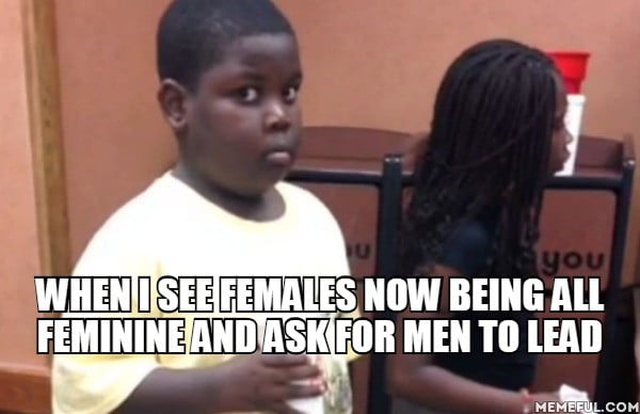 you
WHEN I SEE FEMALES NOW BEING ALL
FEMININE AND ASK FOR MEN TO LEAD
MEMEFUL.COM